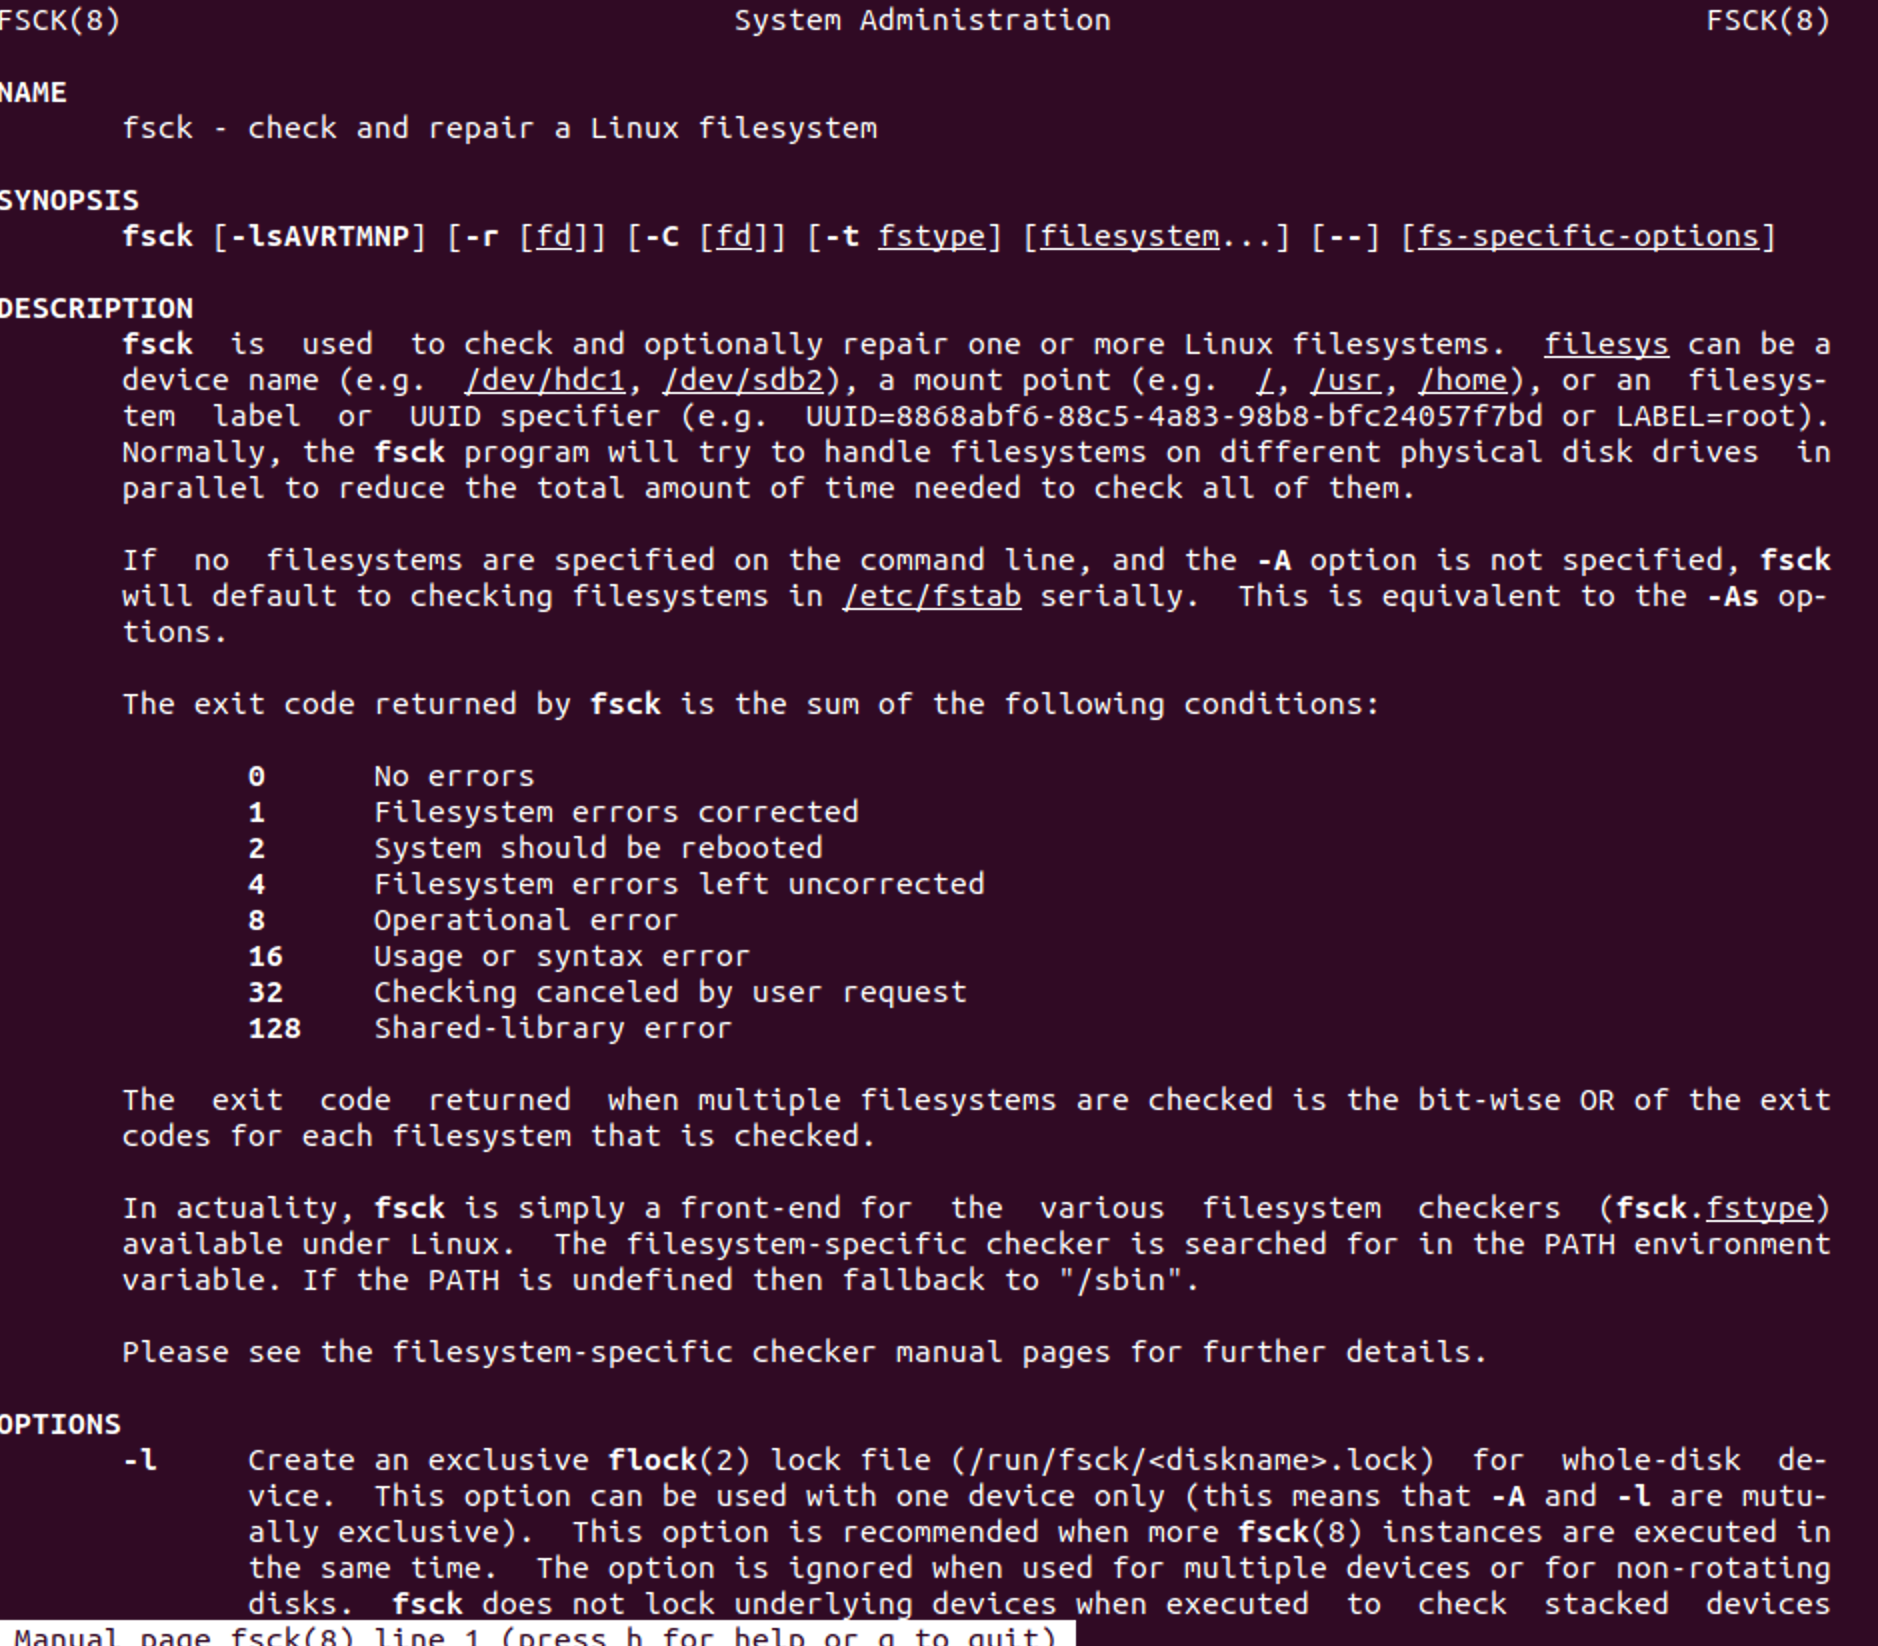 FSCK(8) System Administration FSCK(8)
NAME
fsck - check and repair a Linux filesystem
SYNOPSIS
fsck [-lsAVRTMNP] [-r [fd]] [-C [fd]] [-t fstype] [filesystem...] [--] [fs-specific-options]
DESCRIPTION
fsck is used to check and optionally repair one or more Linux filesystems. filesys can be a
device name (e.g. /dev/hdc1, /dev/sdb2), a mount point (e.g. /, /usr, /home), or an filesys-
tem label or UUID specifier (e.g. UUID=8868abf6-88c5-4a83-98b8-bfc24057f7bd or LABEL=root).
Normally, the fsck program will try to handle filesystems on different physical disk drives in
parallel to reduce the total amount of time needed to check all of them.
If no filesystems are specified on the command line, and the -A option is not specified, fsck
will default to checking filesystems in /etc/fstab serially. This is equivalent to the -As op-
tions.
The exit code returned by fsck is the sum of the following conditions:
0 No errors
1 Filesystem errors corrected
2 System should be rebooted
4 Filesystem errors left uncorrected
8 Operational error
16 Usage or syntax error
32 Checking canceled by user request
128 Shared-library error
The exit code returned when multiple filesystems are checked is the bit-wise OR of the exit
codes for each filesystem that is checked.
In actuality, fsck is simply a front-end for the various filesystem checkers (fsck.fstype)
available under Linux. The filesystem-specific checker is searched for in the PATH environment
variable. If the PATH is undefined then fallback to "/sbin".
Please see the filesystem-specific checker manual pages for further details.
OPTIONS
-l Create an exclusive flock(2) lock file (/run/fsck/<diskname>.lock) for whole-disk de-
vice. This option can be used with one device only (this means that -A and -l are mutu-
ally exclusive). This option is recommended when more fsck(8) instances are executed in
the same time. The option is ignored when used for multiple devices or for non-rotating
disks. fsck does not lock underlying devices when executed to check stacked devices
Manual page fsck(8) line 1 (press h for help or q to quit)